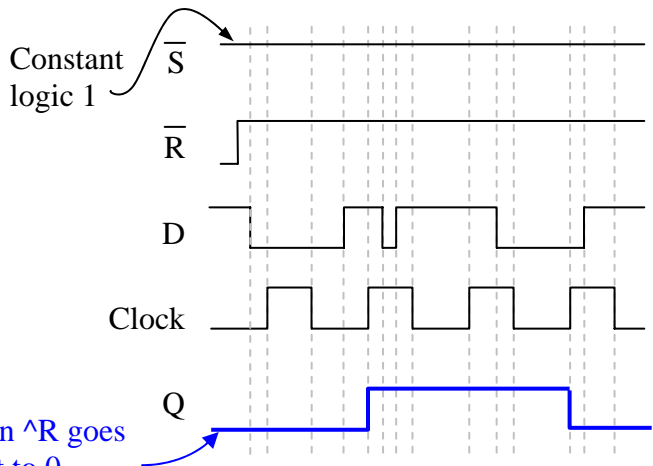 Constant
logic 1
S̅
R̅
D
Clock
Q
n ^R goes
t to 0